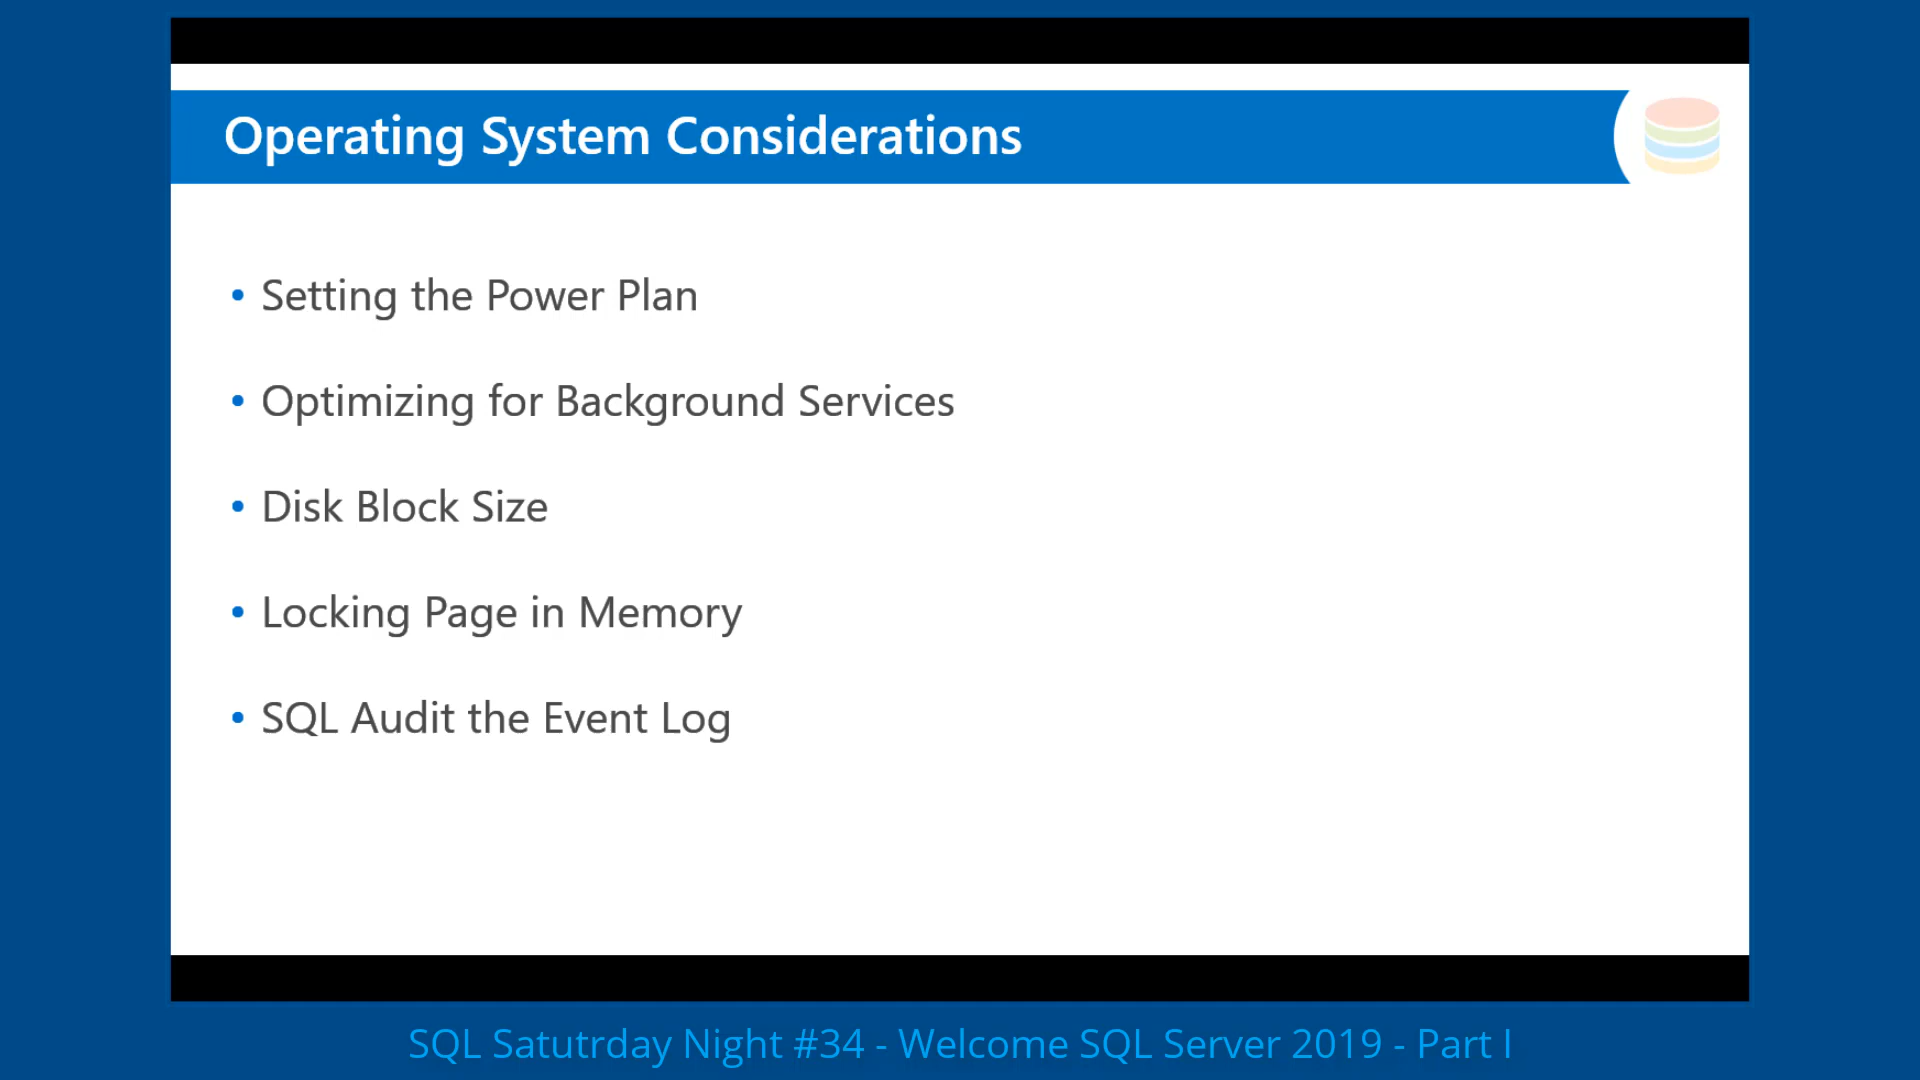 Operating System Considerations
• Setting the Power Plan
• Optimizing for Background Services
• Disk Block Size
• Locking Page in Memory
• SQL Audit the Event Log
SQL Satutrday Night #34 - Welcome SQL Server 2019 - Part I